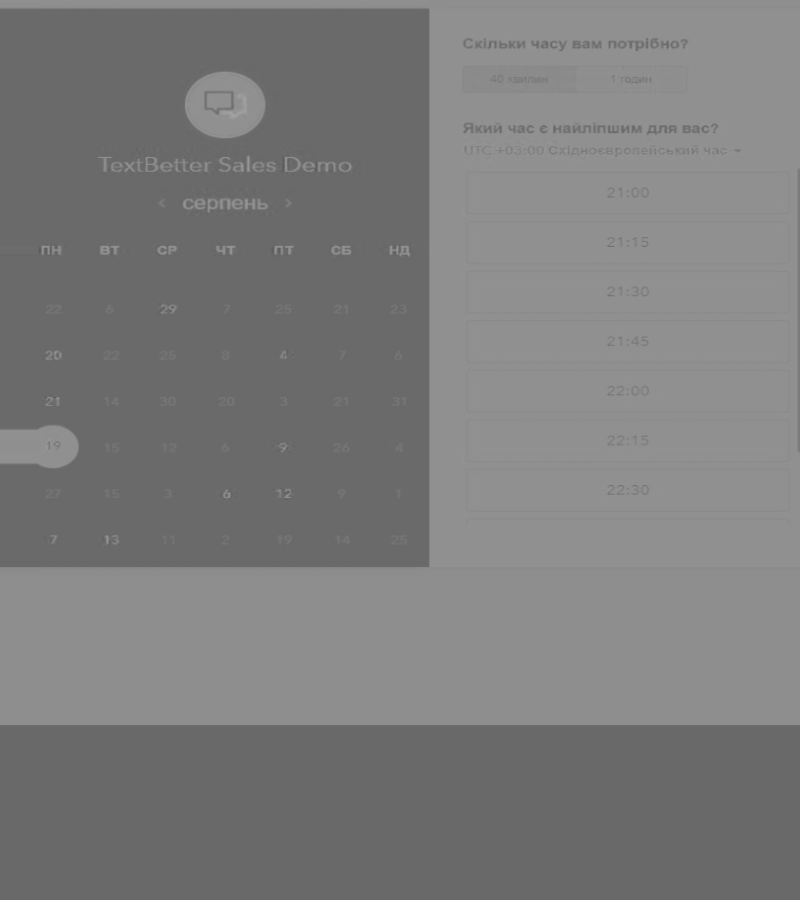 TextBetter Sales Demo
< серпень >
ПН ВТ СР ЧТ ПТ СБ НД
22 6 29 7 25 21 23
20 22 25 8 4 7 6
21 14 30 20 3 21 31
19 15 12 6 9 26 4
27 15 3 6 12 9 1
7 13 11 2 19 14 25
Скільки часу вам потрібно?
40 хвилин 1 годин
Який час є найліпшим для вас?
UTC +03:00 Східноєвропейський час
21:00
21:15
21:30
21:45
22:00
22:15
22:30